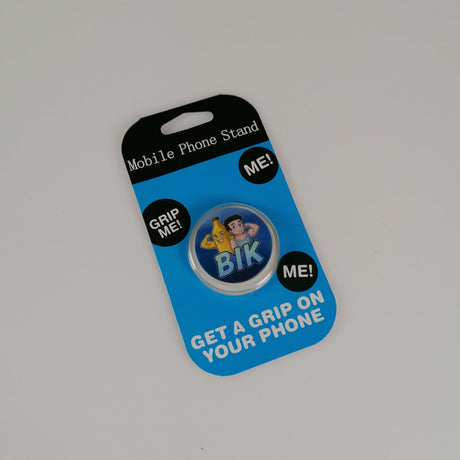 Mobile Phone Stand
ME!
GRIP
ME!
BIK
ME!
GET A GRIP ON
YOUR PHONE